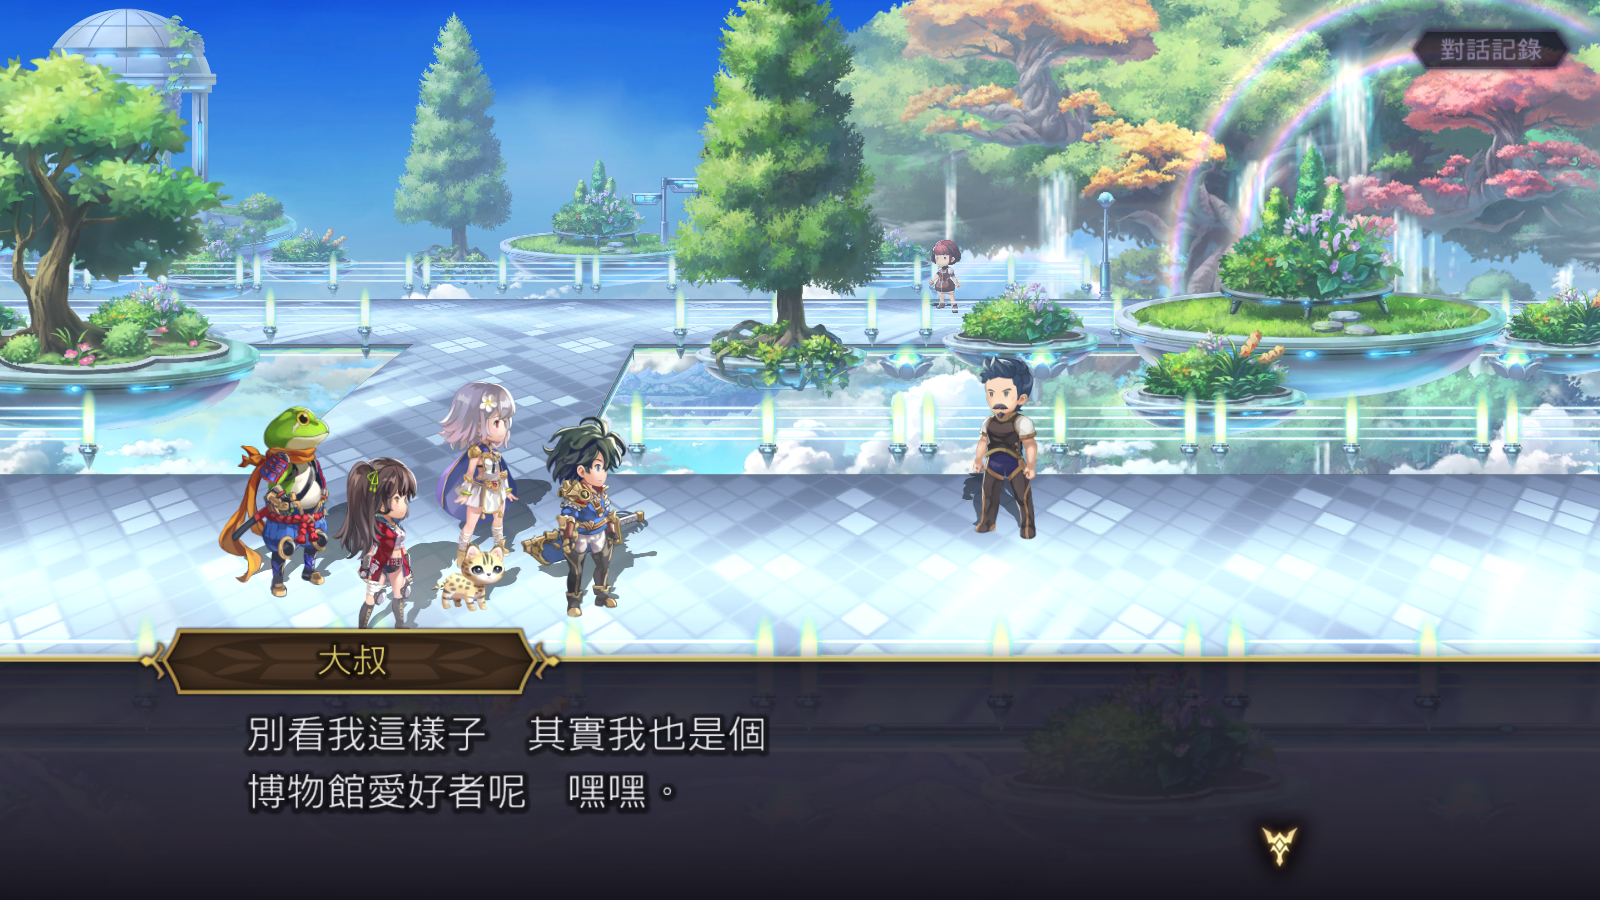 對話記錄
大叔
別看我這樣子　其實我也是個
博物館愛好者呢　嘿嘿。